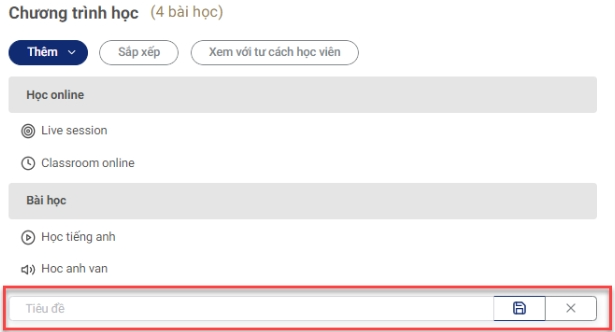 Chương trình học (4 bài học)
Thêm Sắp xếp Xem với tư cách học viên
Học online
Live session
Classroom online
Bài học
Học tiếng anh
Hoc anh van
Tiêu đề